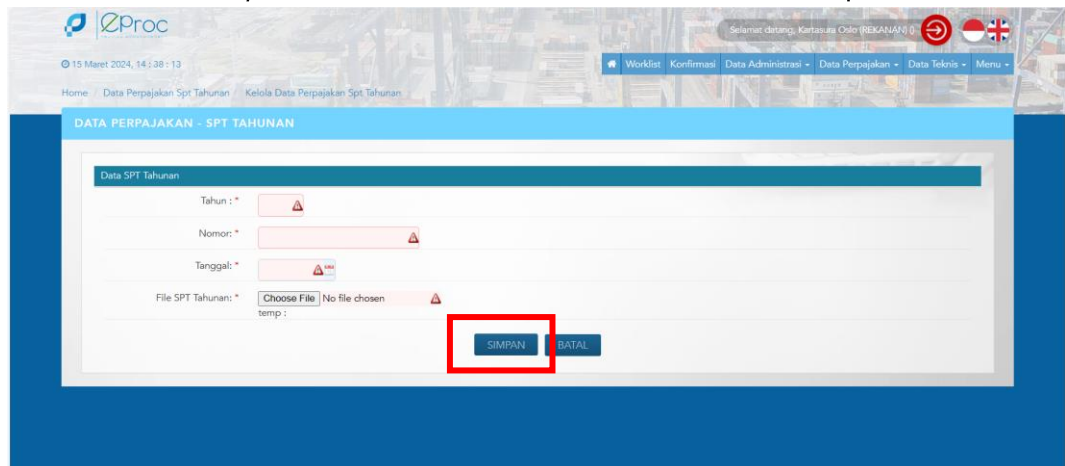 eProc
Selamat datang, Kartasura Oslo (REKANAN)
15 Maret 2024, 14 : 38 : 13
Worklist Konfirmasi Data Administrasi Data Perpajakan Data Teknis Menu
Home / Data Perpajakan Spt Tahunan / Kelola Data Perpajakan Spt Tahunan
DATA PERPAJAKAN - SPT TAHUNAN
Data SPT Tahunan
Tahun : *
Nomor: *
Tanggal: *
File SPT Tahunan: * Choose File No file chosen
temp :
SIMPAN BATAL